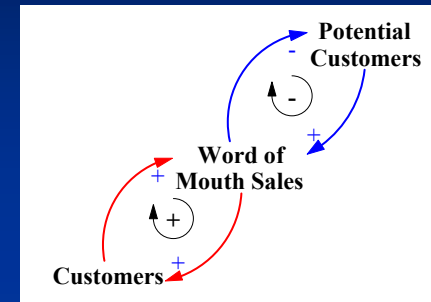 Potential
Customers
-
-
+
Word of
Mouth Sales
+
+
+
Customers